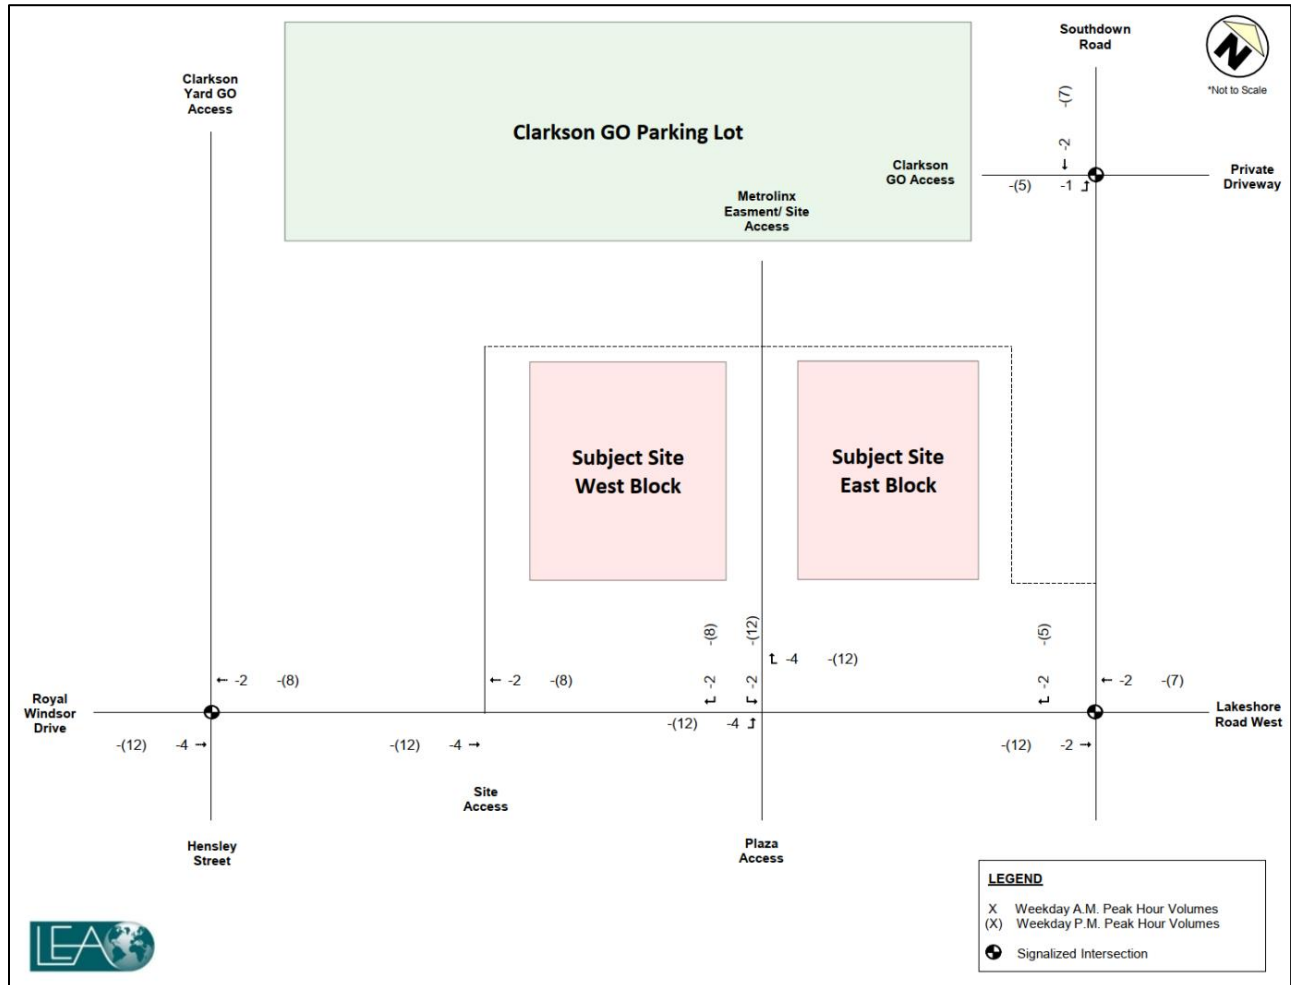 Southdown
Road
N
*Not to Scale
Clarkson
Yard GO
Access
-(7)
Clarkson GO Parking Lot
-2
Clarkson
GO Access
Private
Driveway
-(5) -1
Metrolinx
Easment/ Site
Access
Subject Site
West Block
Subject Site
East Block
-(8) -(12) -(5)
-4 -(12)
-2 -(8)
-2 -(8)
-2 -2
-2
-2 -(7)
Royal
Windsor
Drive
Lakeshore
Road West
-(12) -4
-(12) -4
-(12) -4
-(12) -2
Site
Access
Hensley
Street
Plaza
Access
LEGEND
X Weekday A.M. Peak Hour Volumes
(X) Weekday P.M. Peak Hour Volumes
Signalized Intersection
LEA